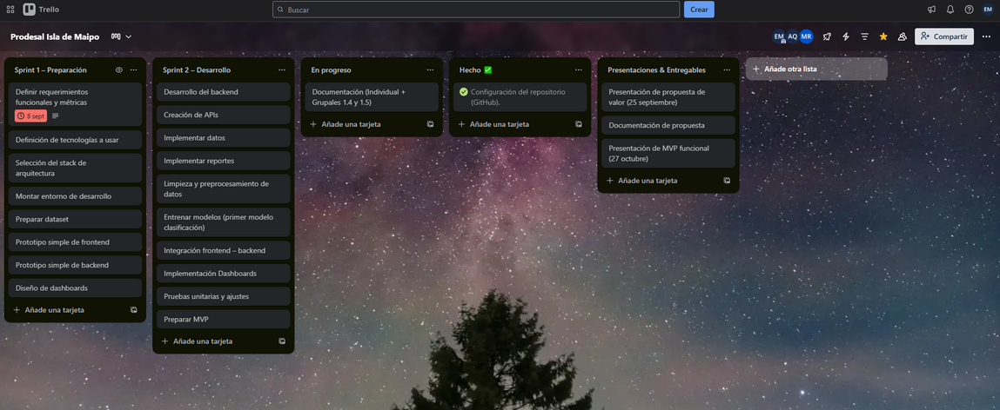 Trello
Buscar
Crear
EM
Prodesal Isla de Maipo
EM AQ MR
Compartir
Sprint 1 – Preparación
Definir requerimientos
funcionales y métricas
8 sept
Definición de tecnologías a usar
Selección del stack de
arquitectura
Montar entorno de desarrollo
Preparar dataset
Prototipo simple de frontend
Prototipo simple de backend
Diseño de dashboards
Añade una tarjeta
Sprint 2 – Desarrollo
Desarrollo del backend
Creación de APIs
Implementar datos
Implementar reportes
Limpieza y preprocesamiento de
datos
Entrenar modelos (primer modelo
clasificación)
Integración frontend – backend
Implementación Dashboards
Pruebas unitarias y ajustes
Preparar MVP
Añade una tarjeta
En progreso
Documentación (Individual +
Grupales 1.4 y 1.5)
Añade una tarjeta
Hecho ✅
Configuración del repositorio
(GitHub).
Añade una tarjeta
Presentaciones & Entregables
Presentación de propuesta de
valor (25 septiembre)
Documentación de propuesta
Presentación de MVP funcional
(27 octubre)
Añade una tarjeta
Añade otra lista